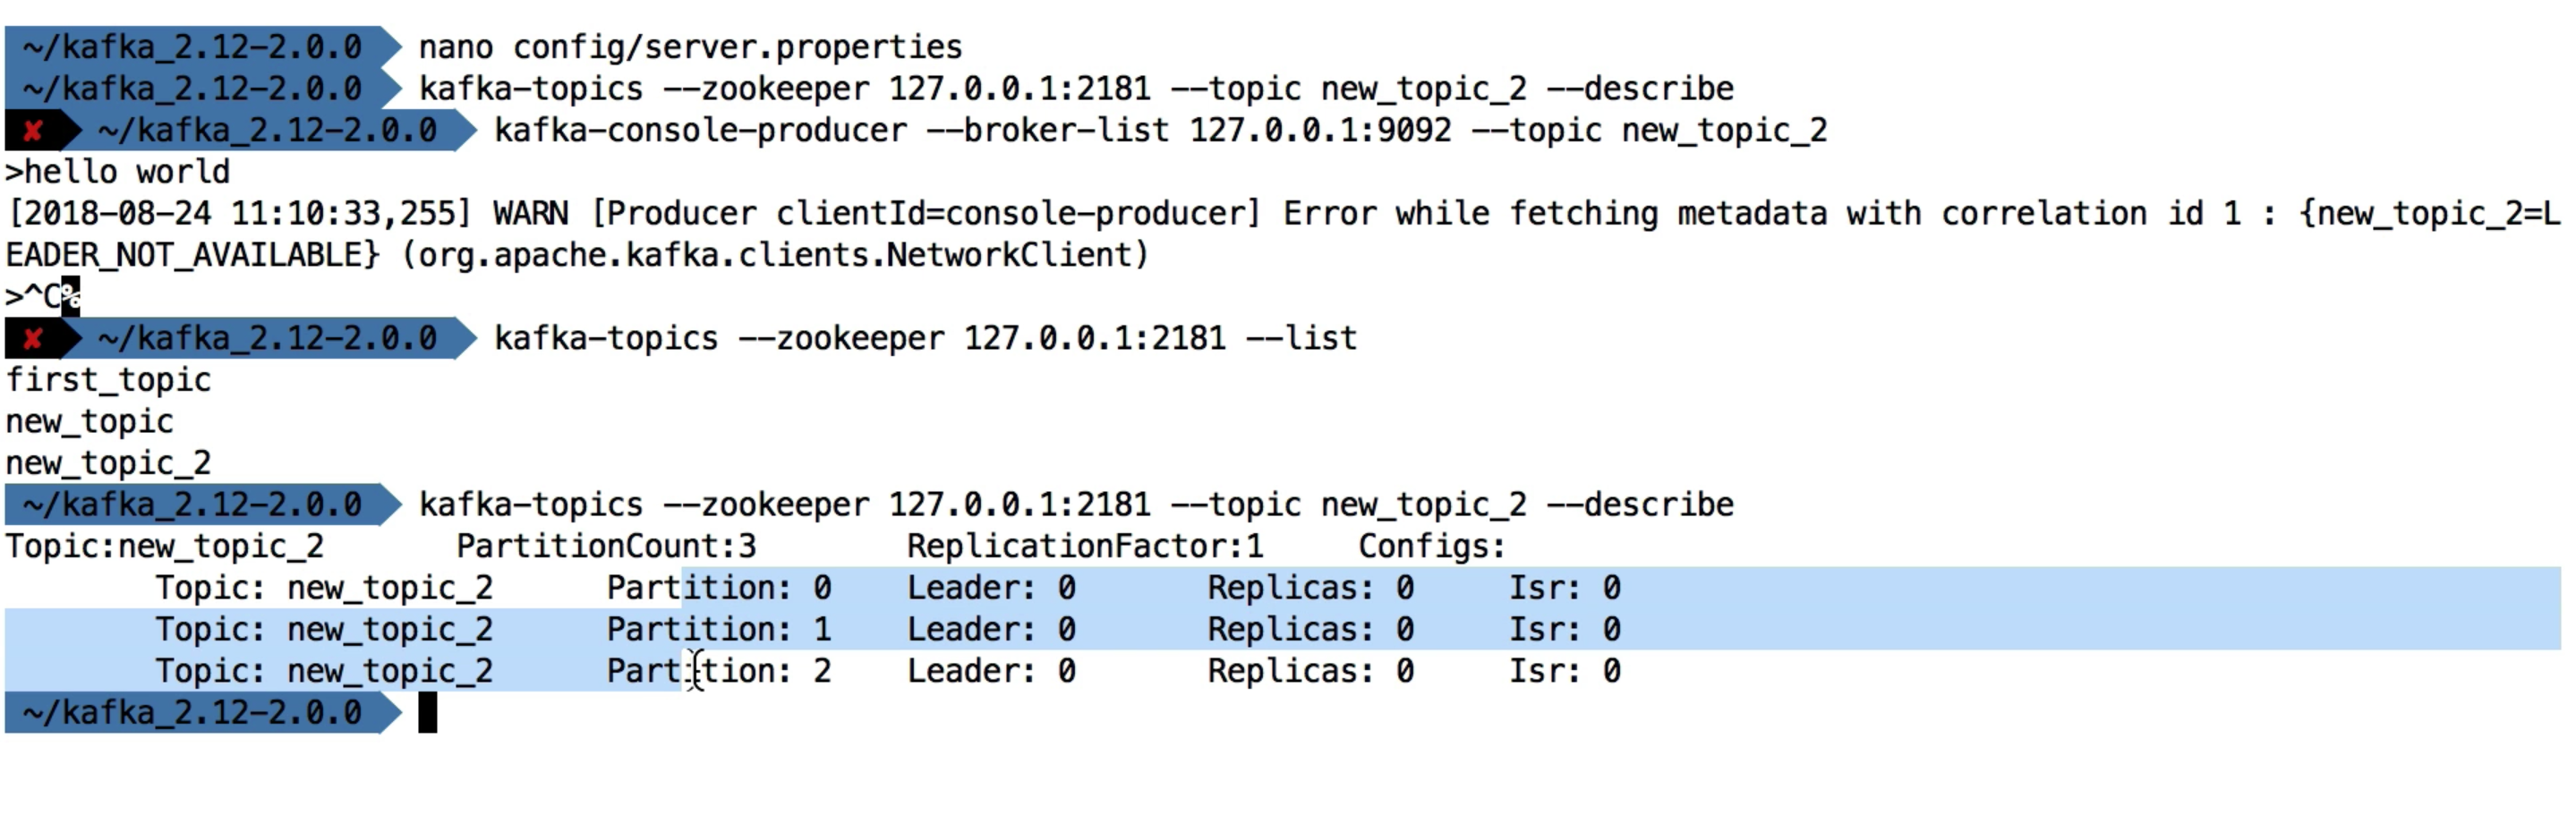 ~/kafka_2.12-2.0.0 nano config/server.properties
~/kafka_2.12-2.0.0 kafka-topics --zookeeper 127.0.0.1:2181 --topic new_topic_2 --describe
✘ ~/kafka_2.12-2.0.0 kafka-console-producer --broker-list 127.0.0.1:9092 --topic new_topic_2
>hello world
[2018-08-24 11:10:33,255] WARN [Producer clientId=console-producer] Error while fetching metadata with correlation id 1 : {new_topic_2=L
EADER_NOT_AVAILABLE} (org.apache.kafka.clients.NetworkClient)
>^C%
✘ ~/kafka_2.12-2.0.0 kafka-topics --zookeeper 127.0.0.1:2181 --list
first_topic
new_topic
new_topic_2
~/kafka_2.12-2.0.0 kafka-topics --zookeeper 127.0.0.1:2181 --topic new_topic_2 --describe
Topic:new_topic_2 PartitionCount:3 ReplicationFactor:1 Configs:
Topic: new_topic_2 Partition: 0 Leader: 0 Replicas: 0 Isr: 0
Topic: new_topic_2 Partition: 1 Leader: 0 Replicas: 0 Isr: 0
Topic: new_topic_2 Partition: 2 Leader: 0 Replicas: 0 Isr: 0
~/kafka_2.12-2.0.0